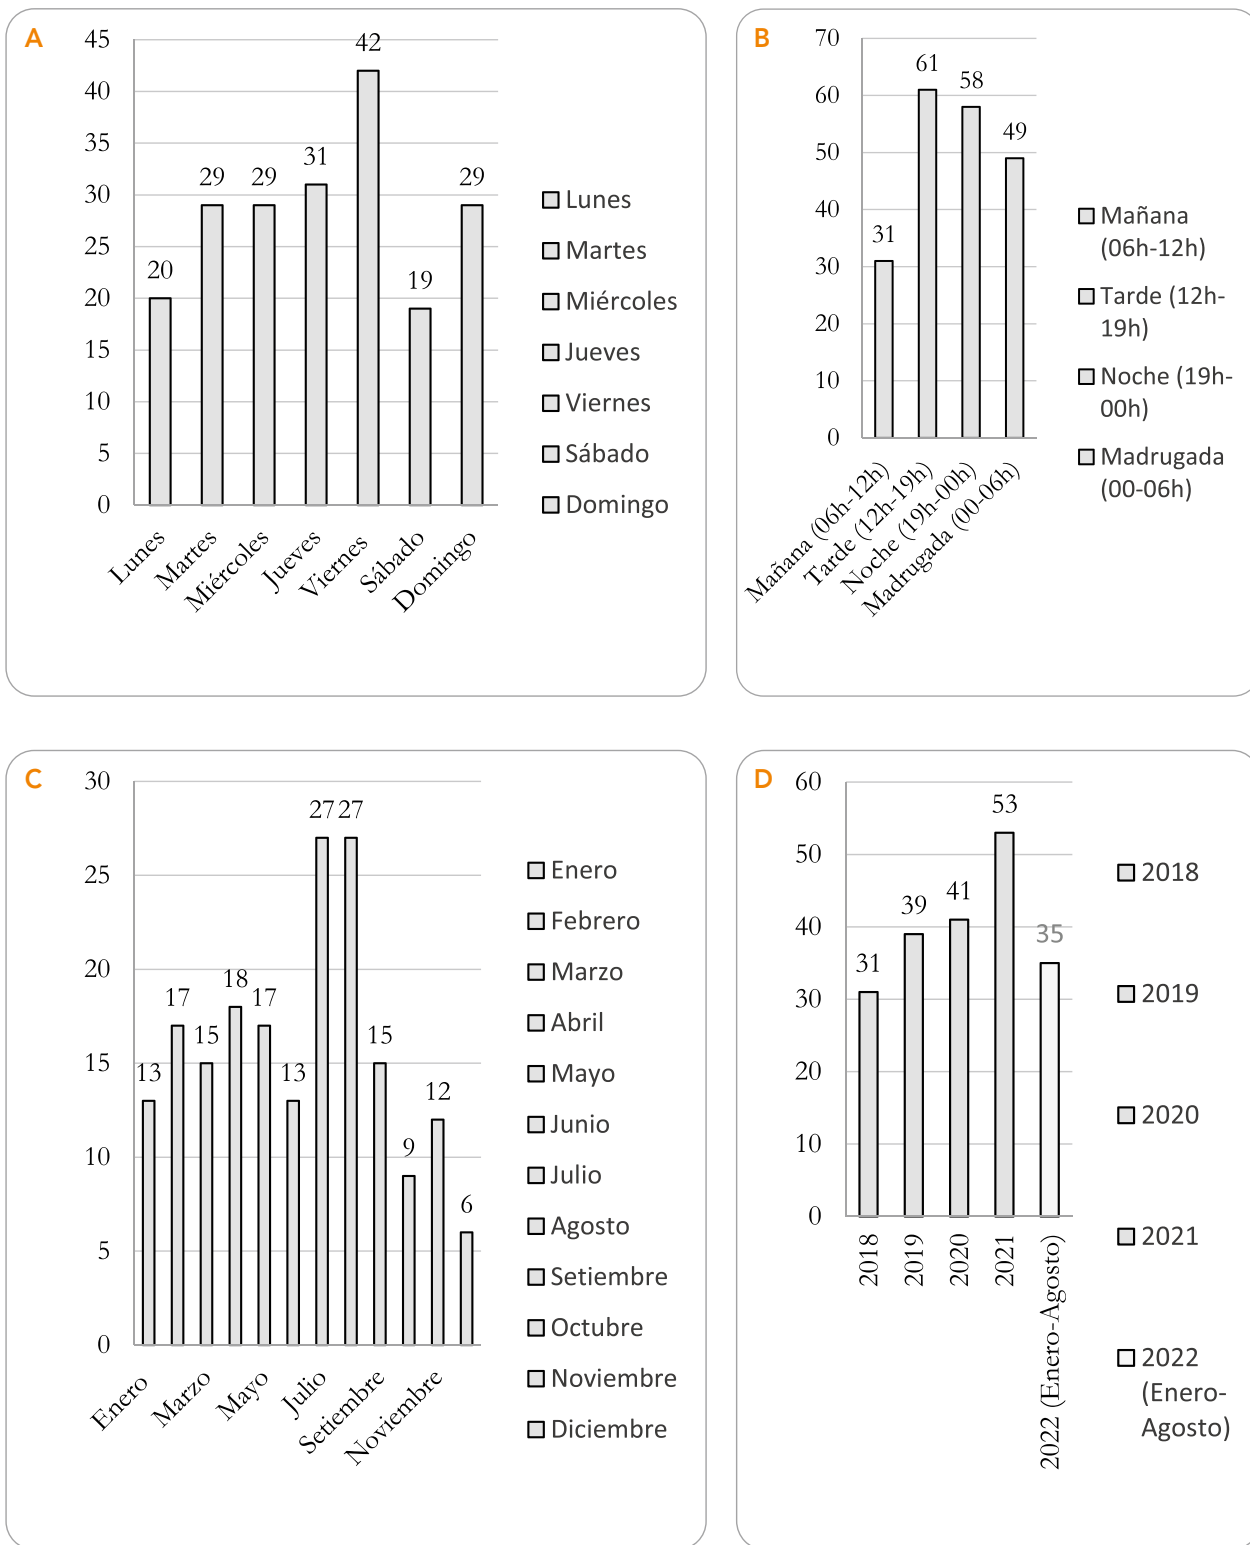 A
45
40
35
30
25
20
15
10
5
0
20
29
29
31
42
19
29
Lunes
Martes
Miércoles
Jueves
Viernes
Sábado
Domingo
Lunes
Martes
Miércoles
Jueves
Viernes
Sábado
Domingo
B
70
60
50
40
30
20
10
0
31
61
58
49
Mañana (06h-12h)
Tarde (12h-19h)
Noche (19h-00h)
Madrugada (00-06h)
Mañana
(06h-12h)
Tarde (12h-
19h)
Noche (19h-
00h)
Madrugada
(00-06h)
C
30
25
20
15
10
5
0
13
17
15
18
17
13
27
27
15
9
12
6
Enero
Marzo
Mayo
Julio
Setiembre
Noviembre
Enero
Febrero
Marzo
Abril
Mayo
Junio
Julio
Agosto
Setiembre
Octubre
Noviembre
Diciembre
D
60
50
40
30
20
10
0
31
39
41
53
35
2018
2019
2020
2021
2022 (Enero-Agosto)
2018
2019
2020
2021
2022
(Enero-
Agosto)